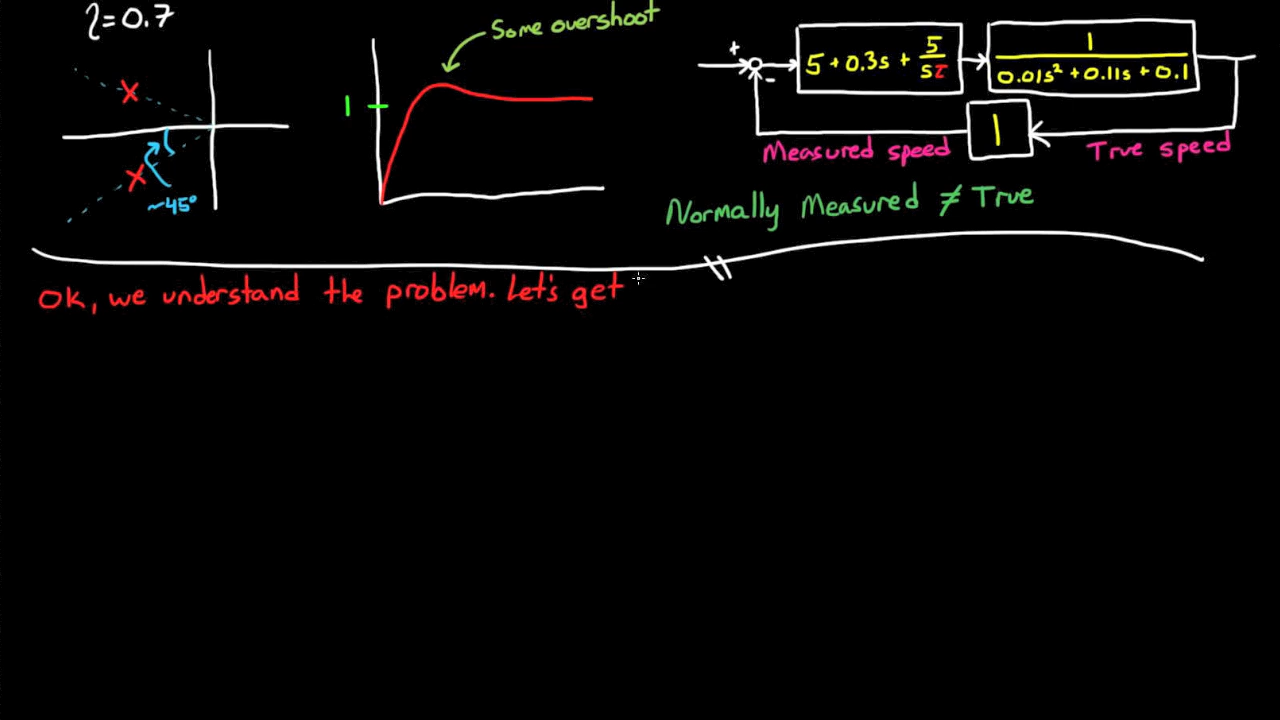 ζ = 0.7
Some overshoot
1
~45°
+
-
5 + 0.3s + 5/sτ
1/0.01s² + 0.11s + 0.1
1
Measured speed
True speed
Normally Measured ≠ True
Ok, we understand the problem. Let's get